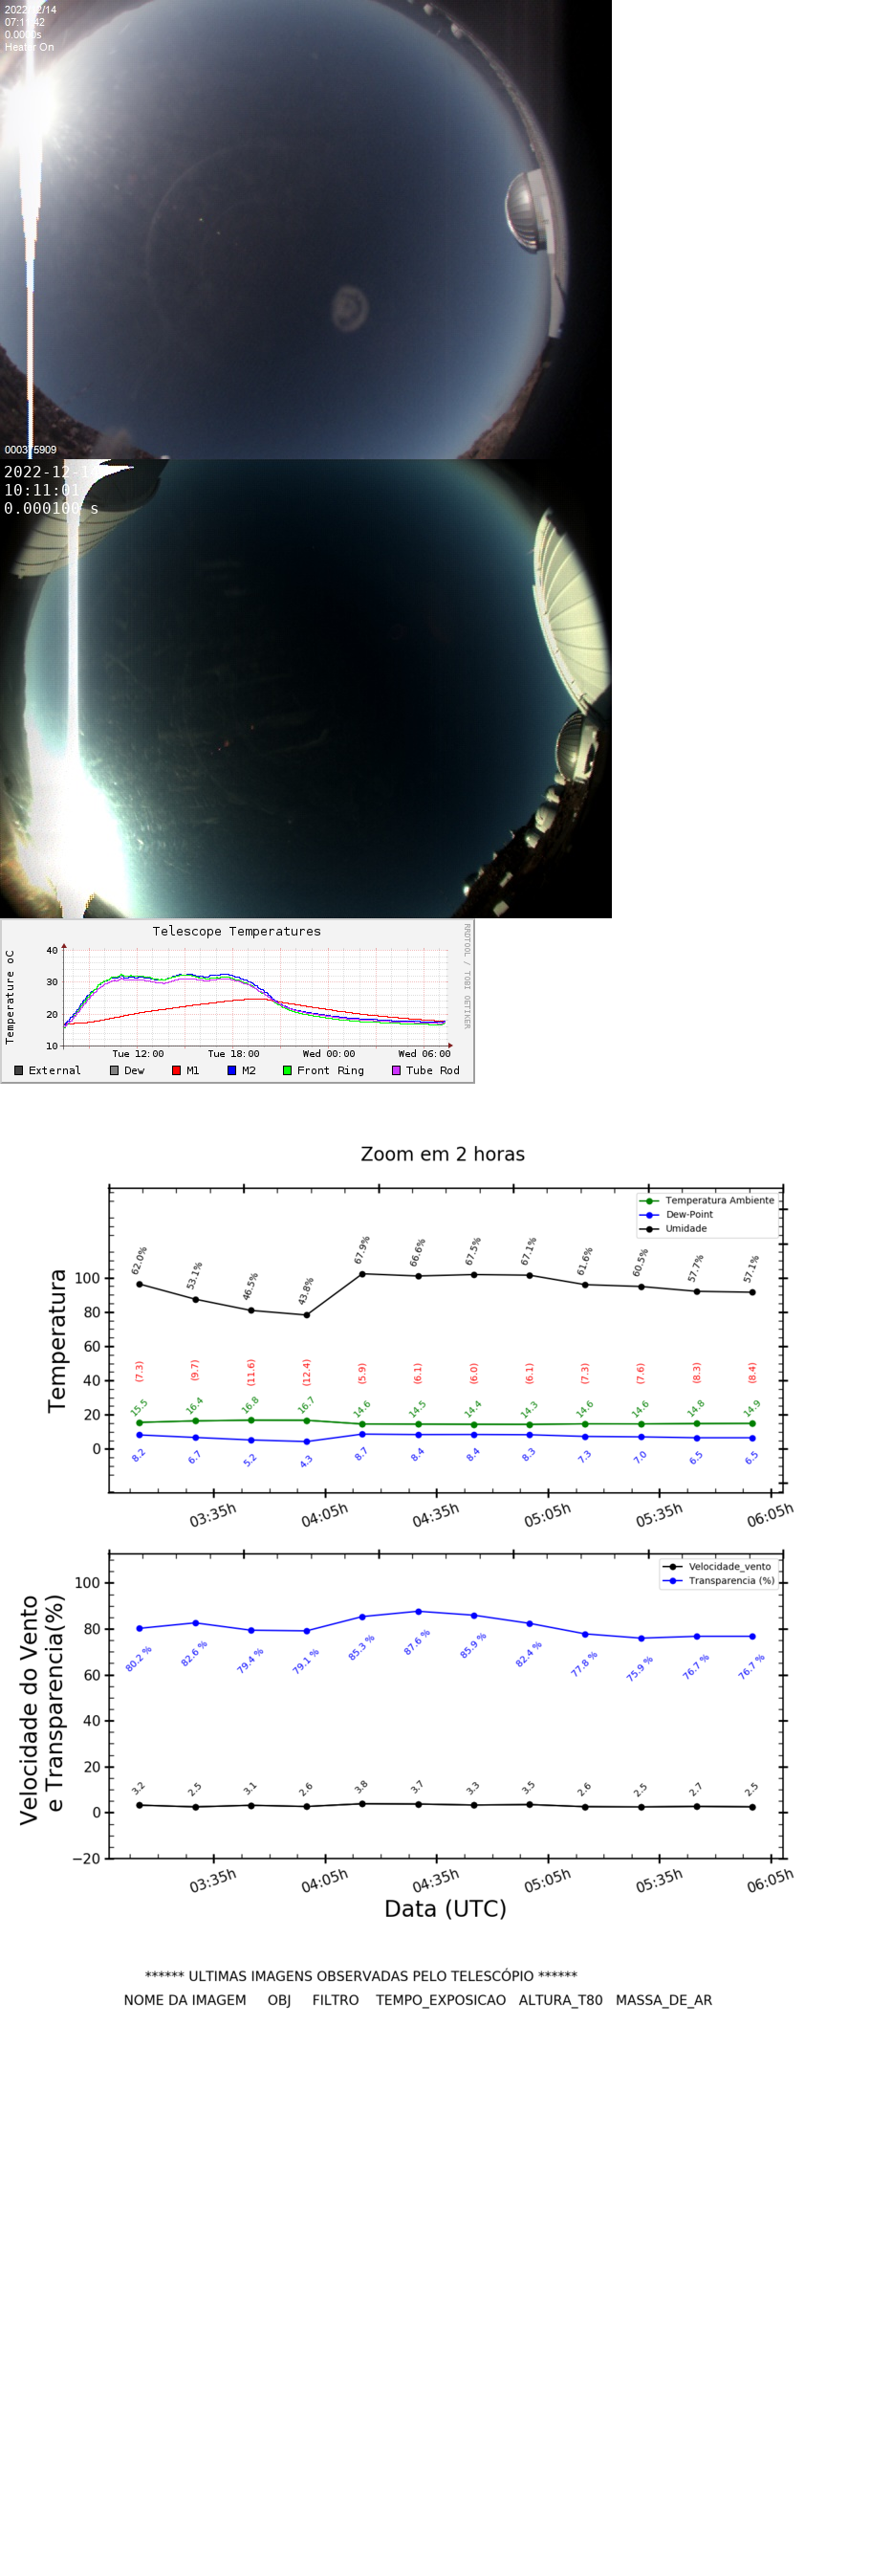 2022/12/14
0.0000s
Heater On
10:11:01
0.000100 s
Telescope Temperatures
Temperature oC
40
30
20
10
Tue 12:00 Tue 18:00 Wed 00:00 Wed 06:00
External Dew M1 M2 Front Ring Tube Rod
RRDTOOL / TOBI OETIKER
Zoom em 2 horas
Temperatura Ambiente
Dew-Point
Umidade
Temperatura
100
80
60
40
20
0
62.0% 53.1% 46.5% 43.8% 67.9% 66.6% 67.5% 67.1% 61.6% 60.5% 57.7% 57.1%
(7.3) (9.7) (11.6) (12.4) (5.9) (6.1) (6.0) (6.1) (7.3) (7.6) (8.3) (8.4)
15.5 16.4 16.8 16.7 14.6 14.5 14.4 14.3 14.6 14.6 14.8 14.9
8.2 6.7 5.2 4.3 8.7 8.4 8.4 8.3 7.3 7.0 6.5 6.5
03:35h 04:05h 04:35h 05:05h 05:35h 06:05h
Velocidade_vento
Transparencia (%)
Velocidade do Vento
e Transparencia(%)
100
80
60
40
20
0
−20
80.2 % 82.6 % 79.4 % 79.1 % 85.3 % 87.6 % 85.9 % 82.4 % 77.8 % 75.9 % 76.7 % 76.7 %
3.2 2.5 3.1 2.6 3.8 3.7 3.3 3.5 2.6 2.5 2.7 2.5
03:35h 04:05h 04:35h 05:05h 05:35h 06:05h
Data (UTC)
****** ULTIMAS IMAGENS OBSERVADAS PELO TELESCÓPIO ******
NOME DA IMAGEM OBJ FILTRO TEMPO_EXPOSICAO ALTURA_T80 MASSA_DE_AR